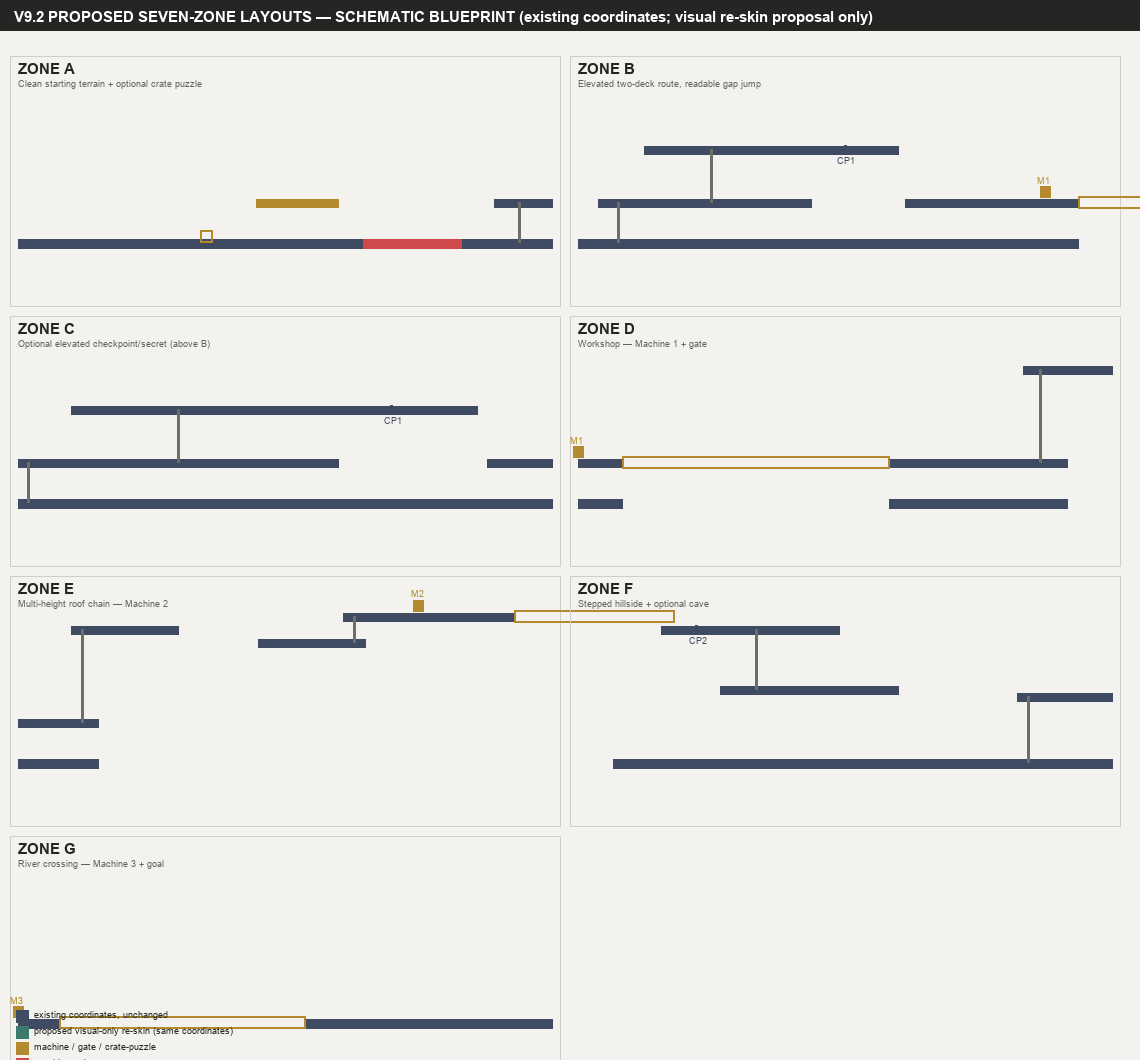 V9.2 PROPOSED SEVEN-ZONE LAYOUTS — SCHEMATIC BLUEPRINT (existing coordinates; visual re-skin proposal only)
ZONE A
Clean starting terrain + optional crate puzzle
ZONE B
Elevated two-deck route, readable gap jump
CP1
M1
ZONE C
Optional elevated checkpoint/secret (above B)
CP1
ZONE D
Workshop — Machine 1 + gate
M1
ZONE E
Multi-height roof chain — Machine 2
M2
ZONE F
Stepped hillside + optional cave
CP2
ZONE G
River crossing — Machine 3 + goal
M3
existing coordinates, unchanged
proposed visual-only re-skin (same coordinates)
machine / gate / crate-puzzle